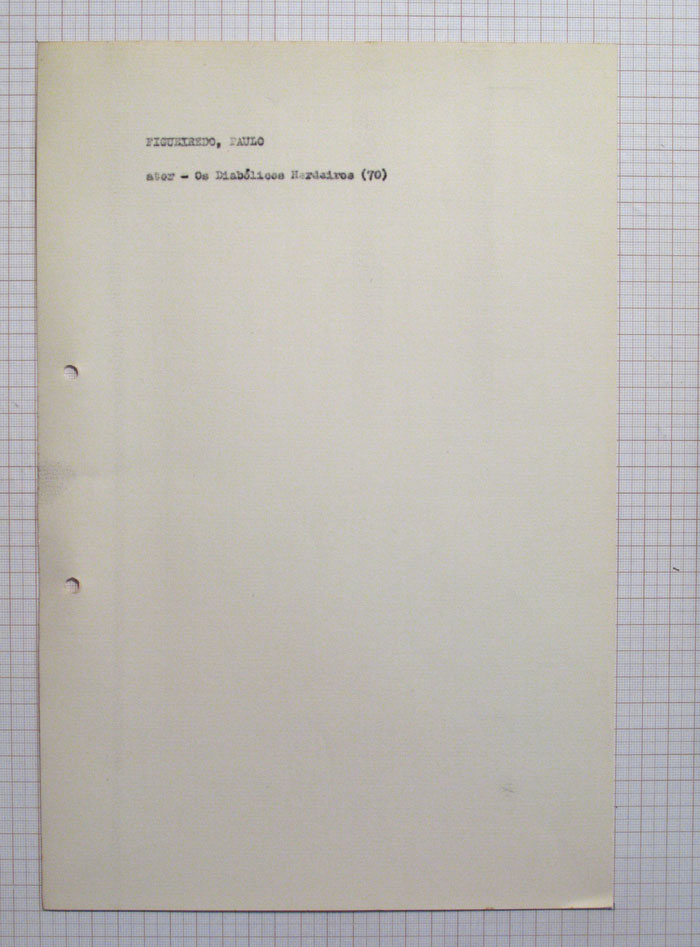 FIGUEIREDO, PAULO
ator - Os Diabólicos Herdeiros (70)